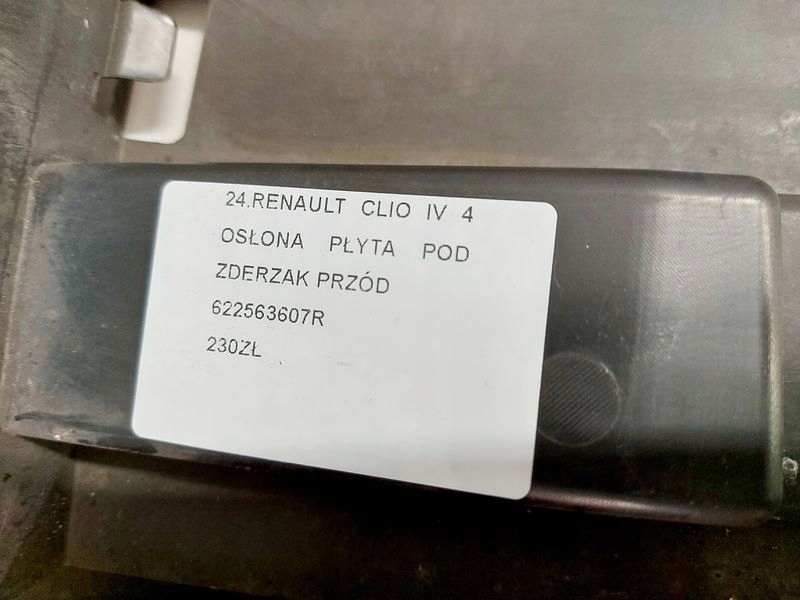 24.RENAULT CLIO IV 4
OSŁONA PŁYTA POD
ZDERZAK PRZÓD
622563607R
230ZŁ